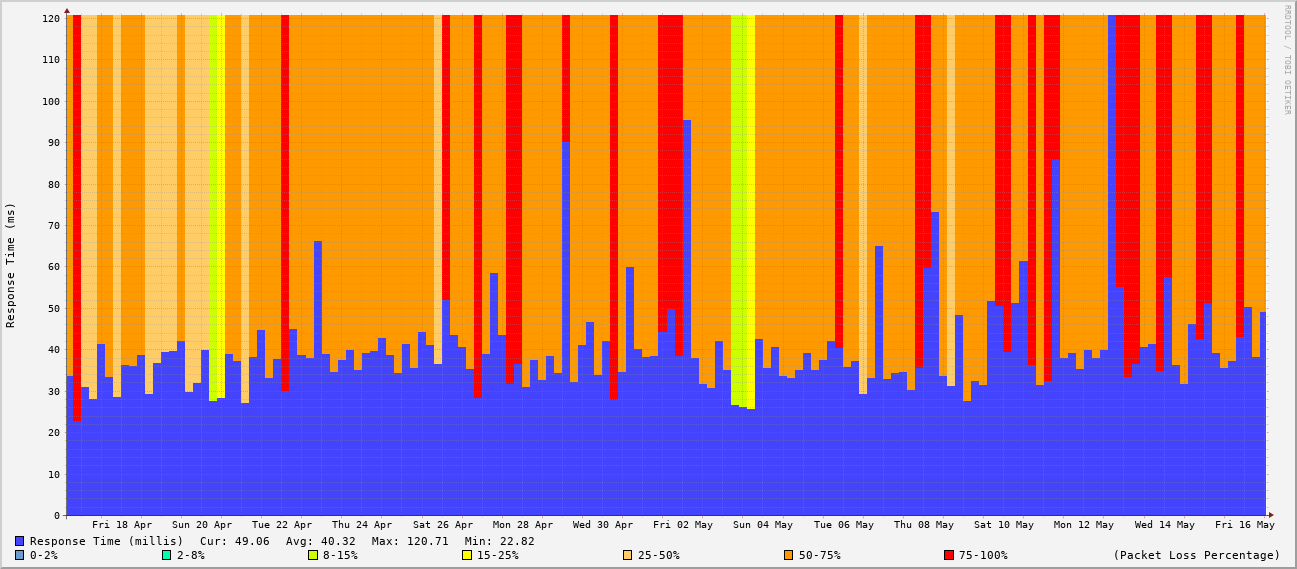 RRDTOOL / TOBI OETIKER
Response Time (ms)
120
110
100
90
80
70
60
50
40
30
20
10
0
Fri 18 Apr Sun 20 Apr Tue 22 Apr Thu 24 Apr Sat 26 Apr Mon 28 Apr Wed 30 Apr Fri 02 May Sun 04 May Tue 06 May Thu 08 May Sat 10 May Mon 12 May Wed 14 May Fri 16 May
Response Time (millis) Cur: 49.06 Avg: 40.32 Max: 120.71 Min: 22.82
0-2% 2-8% 8-15% 15-25% 25-50% 50-75% 75-100% (Packet Loss Percentage)